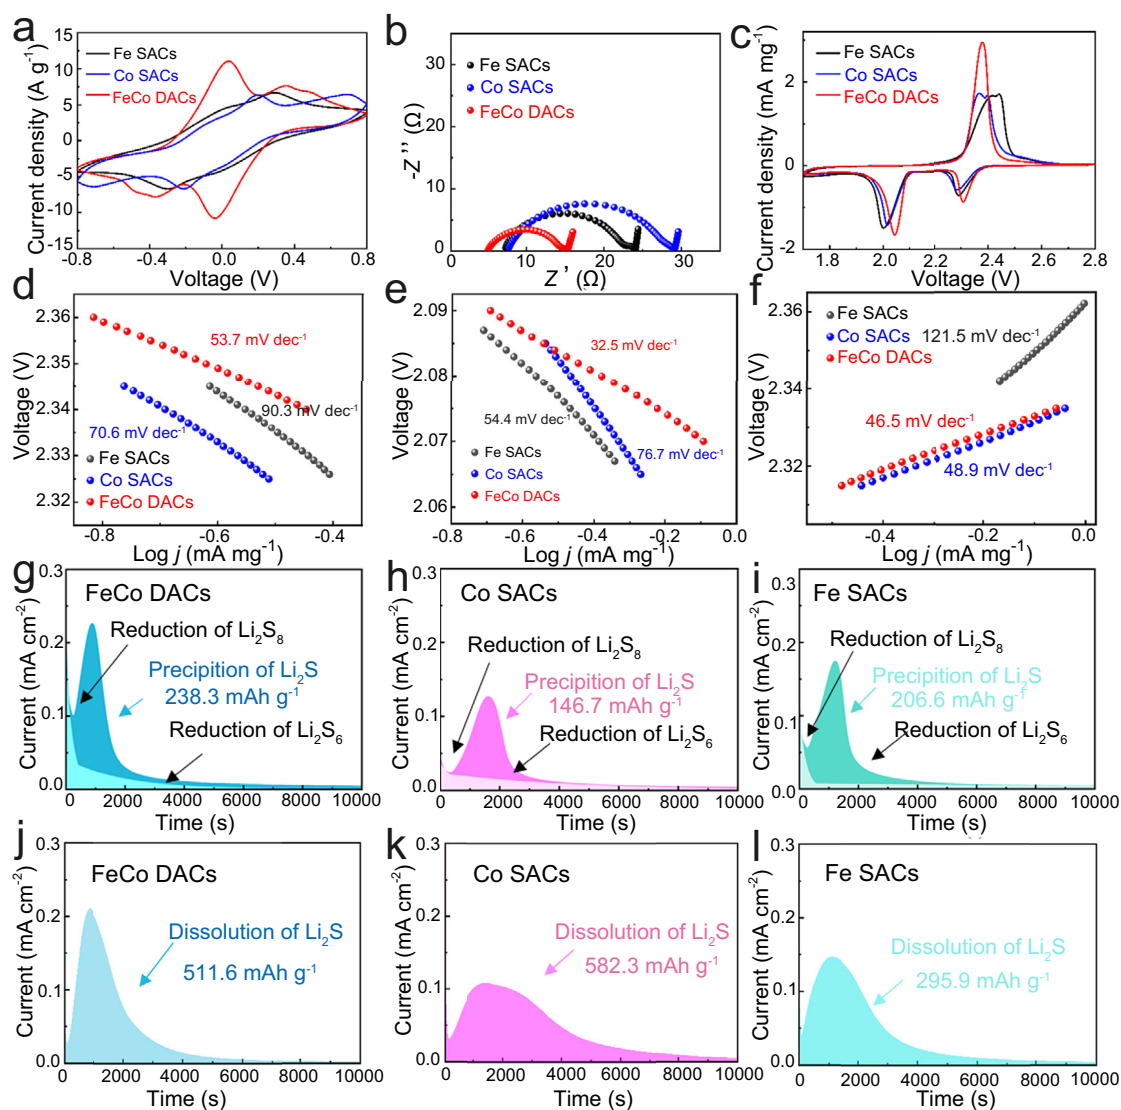 a
Current density (A g⁻¹)
15
10
5
0
-5
-10
-15
Fe SACs
Co SACs
FeCo DACs
-0.8 -0.4 0.0 0.4 0.8
Voltage (V)
b
-Z'' (Ω)
30
20
10
0
Fe SACs
Co SACs
FeCo DACs
0 10 20 30 40 50
Z' (Ω)
c
Current density (mA mg⁻¹)
2
0
-2
Fe SACs
Co SACs
FeCo DACs
1.8 2.0 2.2 2.4 2.6 2.8
Voltage (V)
d
Voltage (V)
2.36
2.34
2.33
2.32
53.7 mV dec⁻¹
90.3 mV dec⁻¹
70.6 mV dec⁻¹
Fe SACs
Co SACs
FeCo DACs
-0.8 -0.6 -0.4
Log j (mA mg⁻¹)
e
Voltage (V)
2.09
2.08
2.07
2.06
32.5 mV dec⁻¹
54.4 mV dec⁻¹
76.7 mV dec⁻¹
Fe SACs
Co SACs
FeCo DACs
-0.8 -0.6 -0.4 -0.2 0.0
Log j (mA mg⁻¹)
f
Voltage (V)
2.36
2.34
2.32
Fe SACs
Co SACs
FeCo DACs
121.5 mV dec⁻¹
46.5 mV dec⁻¹
48.9 mV dec⁻¹
-0.4 -0.2 0.0
Log j (mA mg⁻¹)
g
Current (mA cm⁻²)
0.3
0.2
0.1
0.0
FeCo DACs
Reduction of Li₂S₈
Precipition of Li₂S
238.3 mAh g⁻¹
Reduction of Li₂S₆
0 2000 4000 6000 8000 10000
Time (s)
h
Current (mA cm⁻²)
0.3
0.2
0.1
0.0
Co SACs
Reduction of Li₂S₈
Precipition of Li₂S
146.7 mAh g⁻¹
Reduction of Li₂S₆
0 2000 4000 6000 8000 10000
Time (s)
i
Current (mA cm⁻²)
0.3
0.2
0.1
0.0
Fe SACs
Reduction of Li₂S₈
Precipition of Li₂S
206.6 mAh g⁻¹
Reduction of Li₂S₆
0 2000 4000 6000 8000 10000
Time (s)
j
Current (mA cm⁻²)
0.3
0.2
0.1
0.0
FeCo DACs
Dissolution of Li₂S
511.6 mAh g⁻¹
0 2000 4000 6000 8000 10000
Time (s)
k
Current (mA cm⁻²)
0.3
0.2
0.1
0.0
Co SACs
Dissolution of Li₂S
582.3 mAh g⁻¹
0 2000 4000 6000 8000 10000
Time (s)
l
Current (mA cm⁻²)
0.3
0.2
0.1
0.0
Fe SACs
Dissolution of Li₂S
295.9 mAh g⁻¹
0 2000 4000 6000 8000 10000
Time (s)